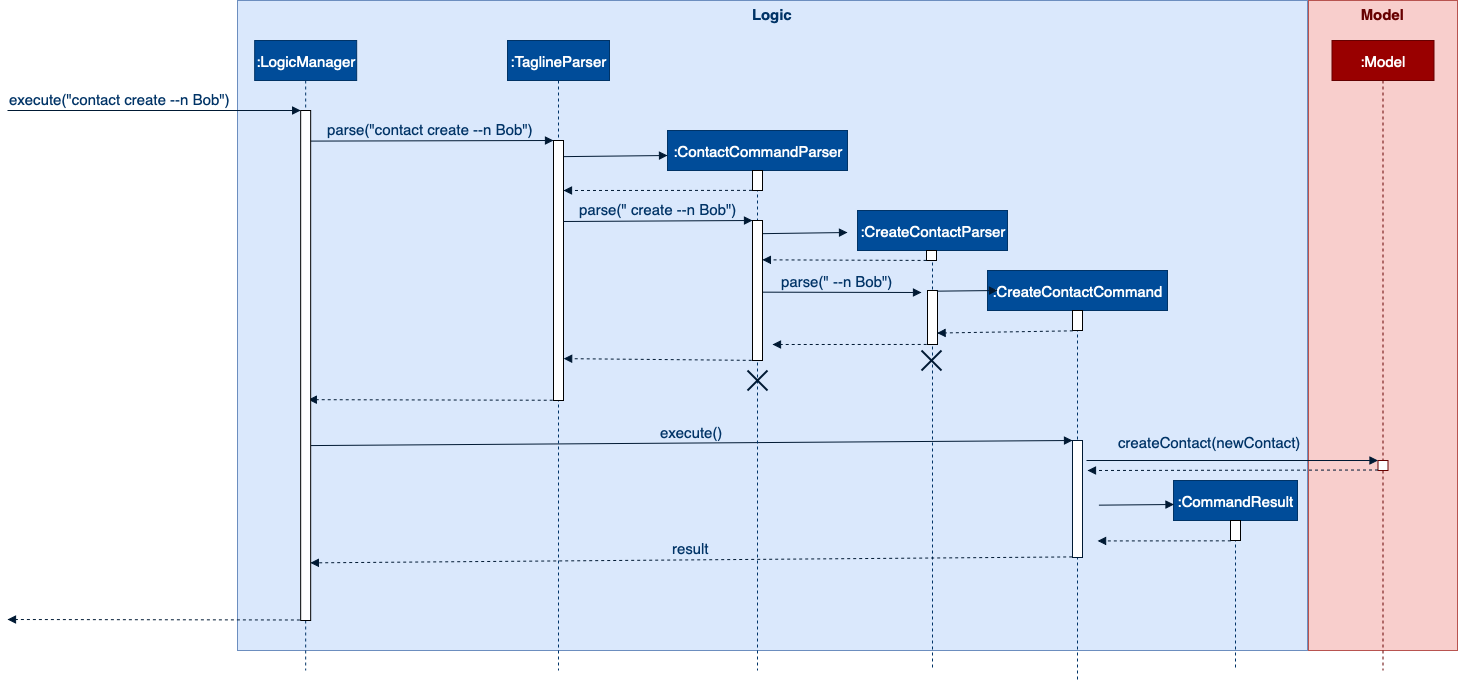 Logic
Model
:LogicManager
:TaglineParser
:Model
execute("contact create --n Bob")
parse("contact create --n Bob")
:ContactCommandParser
parse(" create --n Bob")
:CreateContactParser
parse(" --n Bob")
:CreateContactCommand
execute()
createContact(newContact)
:CommandResult
result